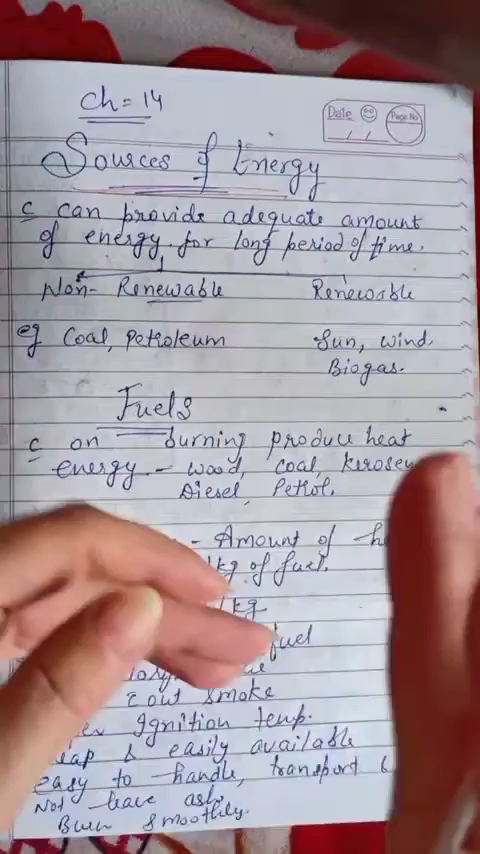 Ch = 14
Date
Page No
Sources of Energy
c can provide adequate amount
of energy for long period of time.
Non-Renewable Renewable
eg Coal, Petroleum Sun, wind.
Biogas.
Fuels
c on burning produce heat
energy - wood, coal,
Diesel, Petrol.
- Amount of
kg of fuel.
kg
fuel
smoke
Ignition temp.
& easily available
easy to handle, transport &
Not leave ash.
Burn smoothly.